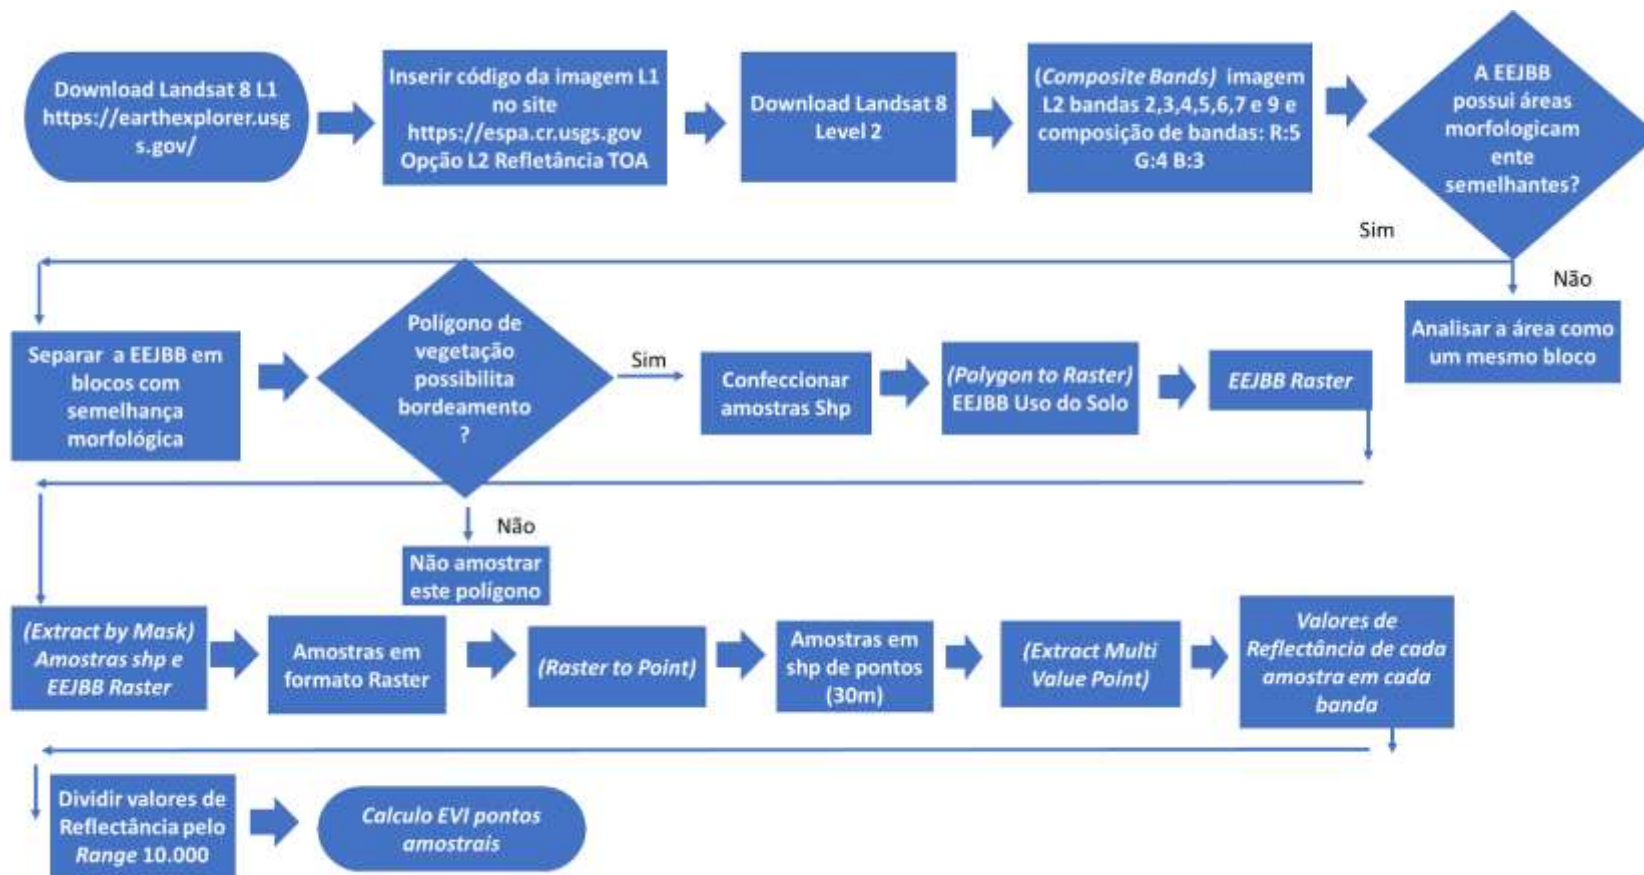 Download Landsat 8 L1
https://earthexplorer.usg
s.gov/
Inserir código da imagem L1
no site
https://espa.cr.usgs.gov
Opção L2 Refletância TOA
Download Landsat 8
Level 2
(Composite Bands) imagem
L2 bandas 2,3,4,5,6,7 e 9 e
composição de bandas: R:5
G:4 B:3
A EEJBB
possui áreas
morfologicam
ente
semelhantes?
Sim
Não
Analisar a área como
um mesmo bloco
Separar a EEJBB em
blocos com
semelhança
morfológica
Polígono de
vegetação
possibilita
bordeamento
?
Sim
Não
Não amostrar
este polígono
Confeccionar
amostras Shp
(Polygon to Raster)
EEJBB Uso do Solo
EEJBB Raster
(Extract by Mask)
Amostras shp e
EEJBB Raster
Amostras em
formato Raster
(Raster to Point)
Amostras em
shp de pontos
(30m)
(Extract Multi
Value Point)
Valores de
Reflectância de cada
amostra em cada
banda
Dividir valores de
Reflectância pelo
Range 10.000
Calculo EVI pontos
amostrais